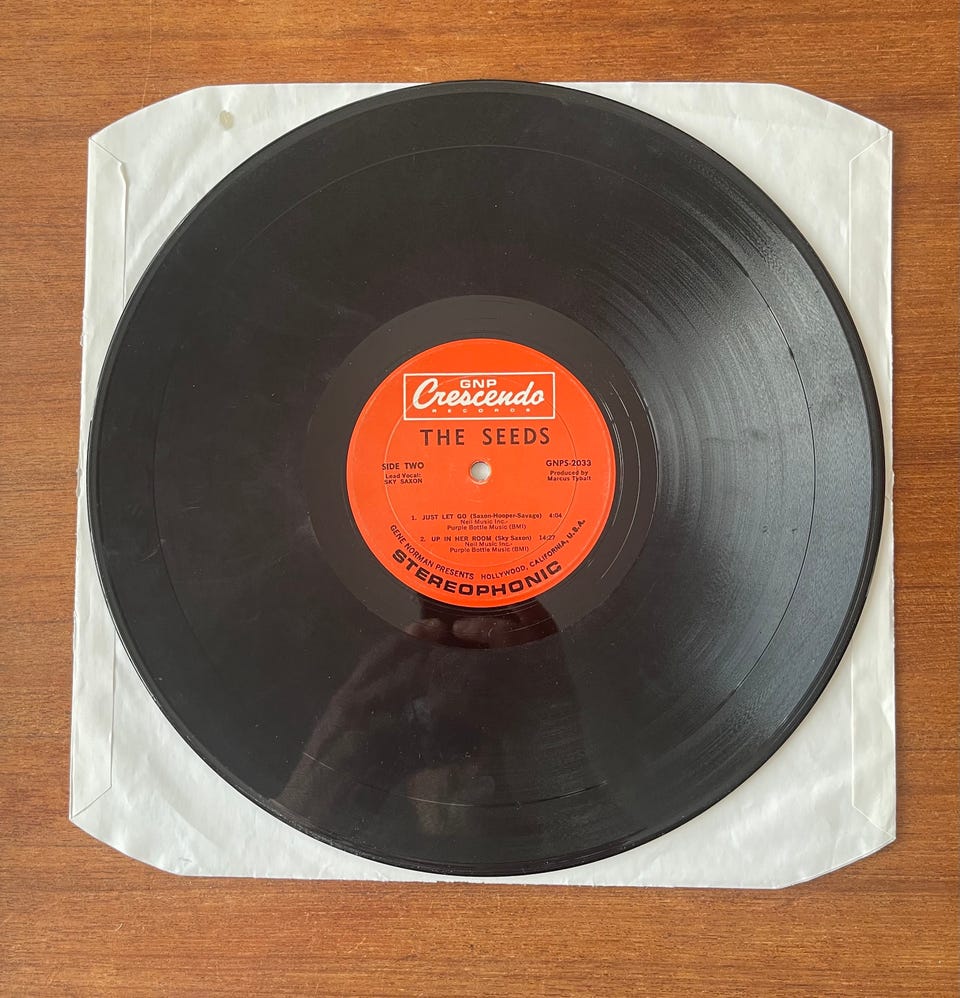 GNP
Crescendo
RECORDS
THE SEEDS
SIDE TWO
Lead Vocal:
SKY SAXON
GNPS-2033
Produced by
Marcus Tybalt
1. JUST LET GO (Saxon-Hooper-Savage) 4:04
Neil Music Inc.-
Purple Bottle Music (BMI)
2. UP IN HER ROOM (Sky Saxon) 14:27
Neil Music Inc.-
Purple Bottle Music (BMI)
GENE NORMAN PRESENTS HOLLYWOOD, CALIFORNIA, U.S.A.
STEREOPHONIC